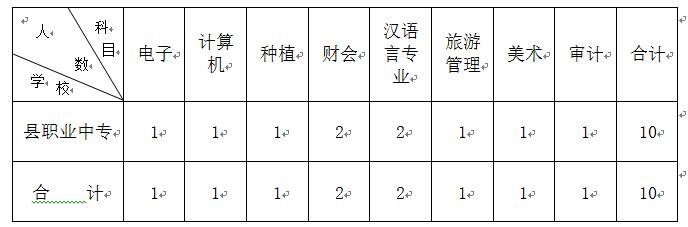 人 科
数 目
学 校
电子 计算机 种植 财会 汉语言专业 旅游管理 美术 审计 合计
县职业中专 1 1 1 2 2 1 1 1 10
合 计 1 1 1 2 2 1 1 1 10